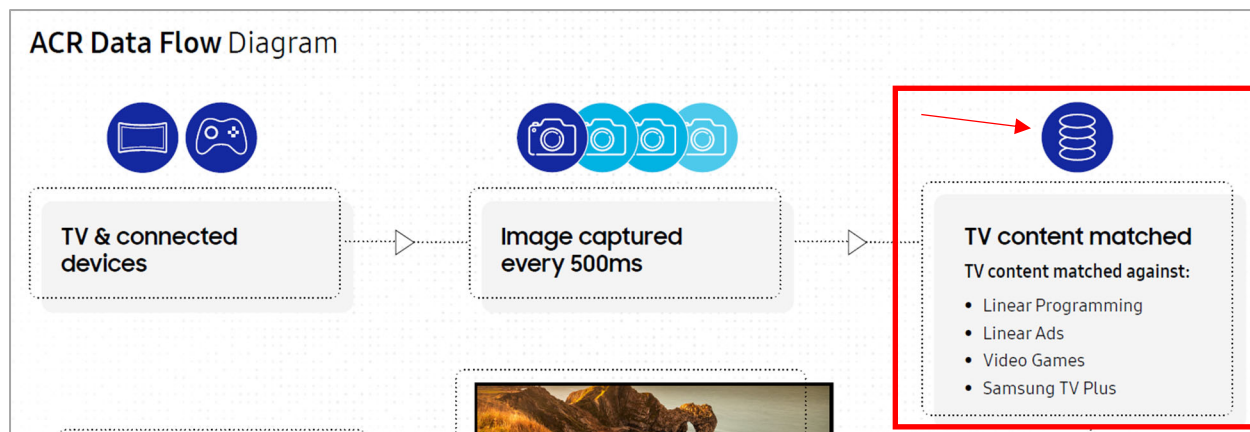 ACR Data Flow Diagram
TV & connected
devices
Image captured
every 500ms
TV content matched
TV content matched against:
• Linear Programming
• Linear Ads
• Video Games
• Samsung TV Plus